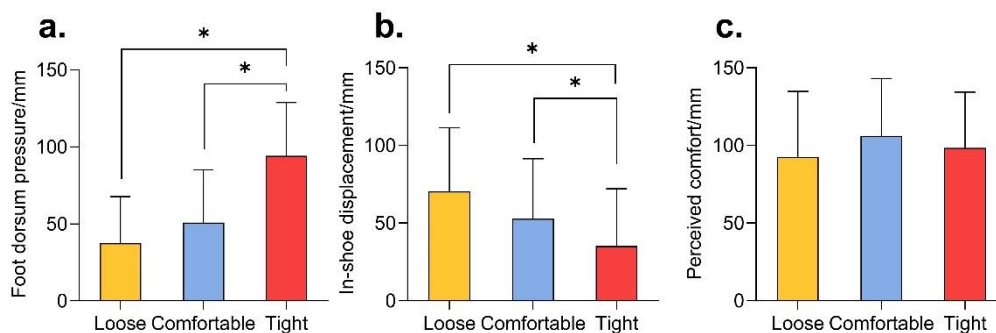 a.
Foot dorsum pressure/mm
150
100
50
0
* 
*
Loose Comfortable Tight
b.
In-shoe displacement/mm
150
100
50
0
*
*
Loose Comfortable Tight
c.
Perceived comfort/mm
150
100
50
0
Loose Comfortable Tight